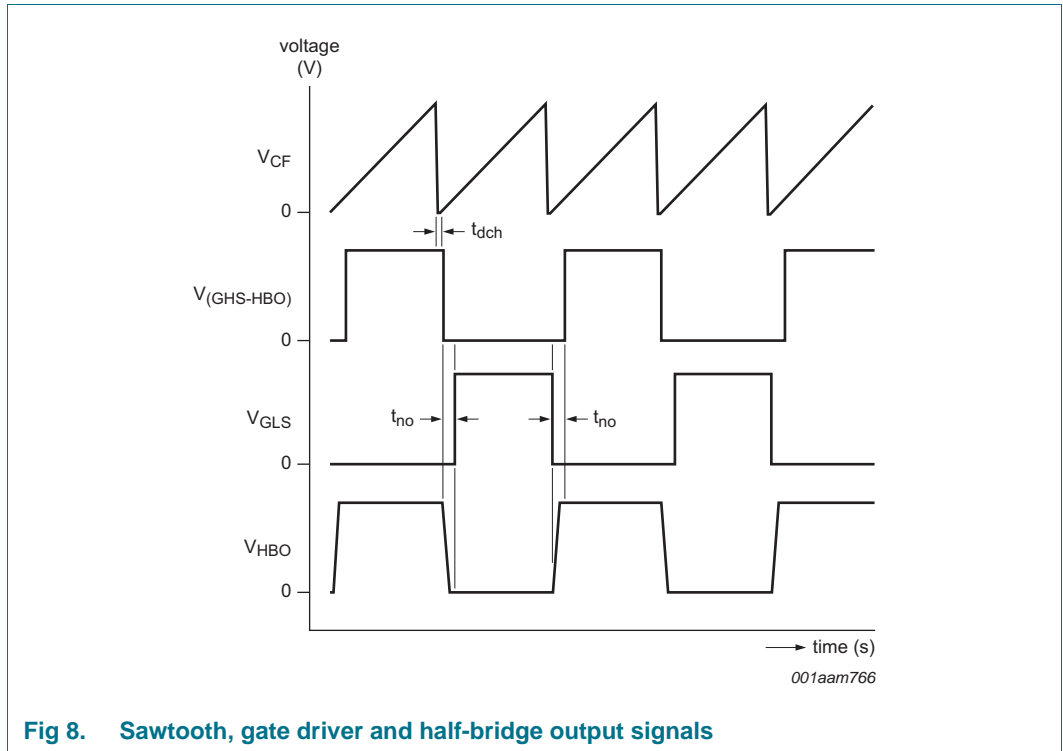 voltage
(V)
VCF
0
tdch
V(GHS-HBO)
0
tno
tno
VGLS
0
VHBO
0
time (s)
001aam766
Fig 8. Sawtooth, gate driver and half-bridge output signals